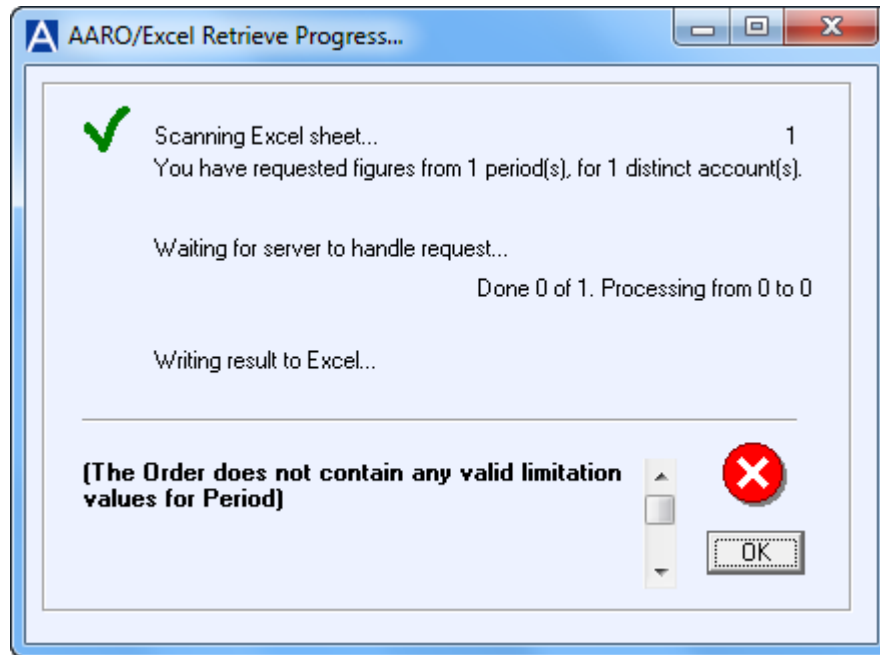 AARO/Excel Retrieve Progress...
Scanning Excel sheet... 1
You have requested figures from 1 period(s), for 1 distinct account(s).
Waiting for server to handle request...
Done 0 of 1. Processing from 0 to 0
Writing result to Excel...
(The Order does not contain any valid limitation
values for Period)
OK